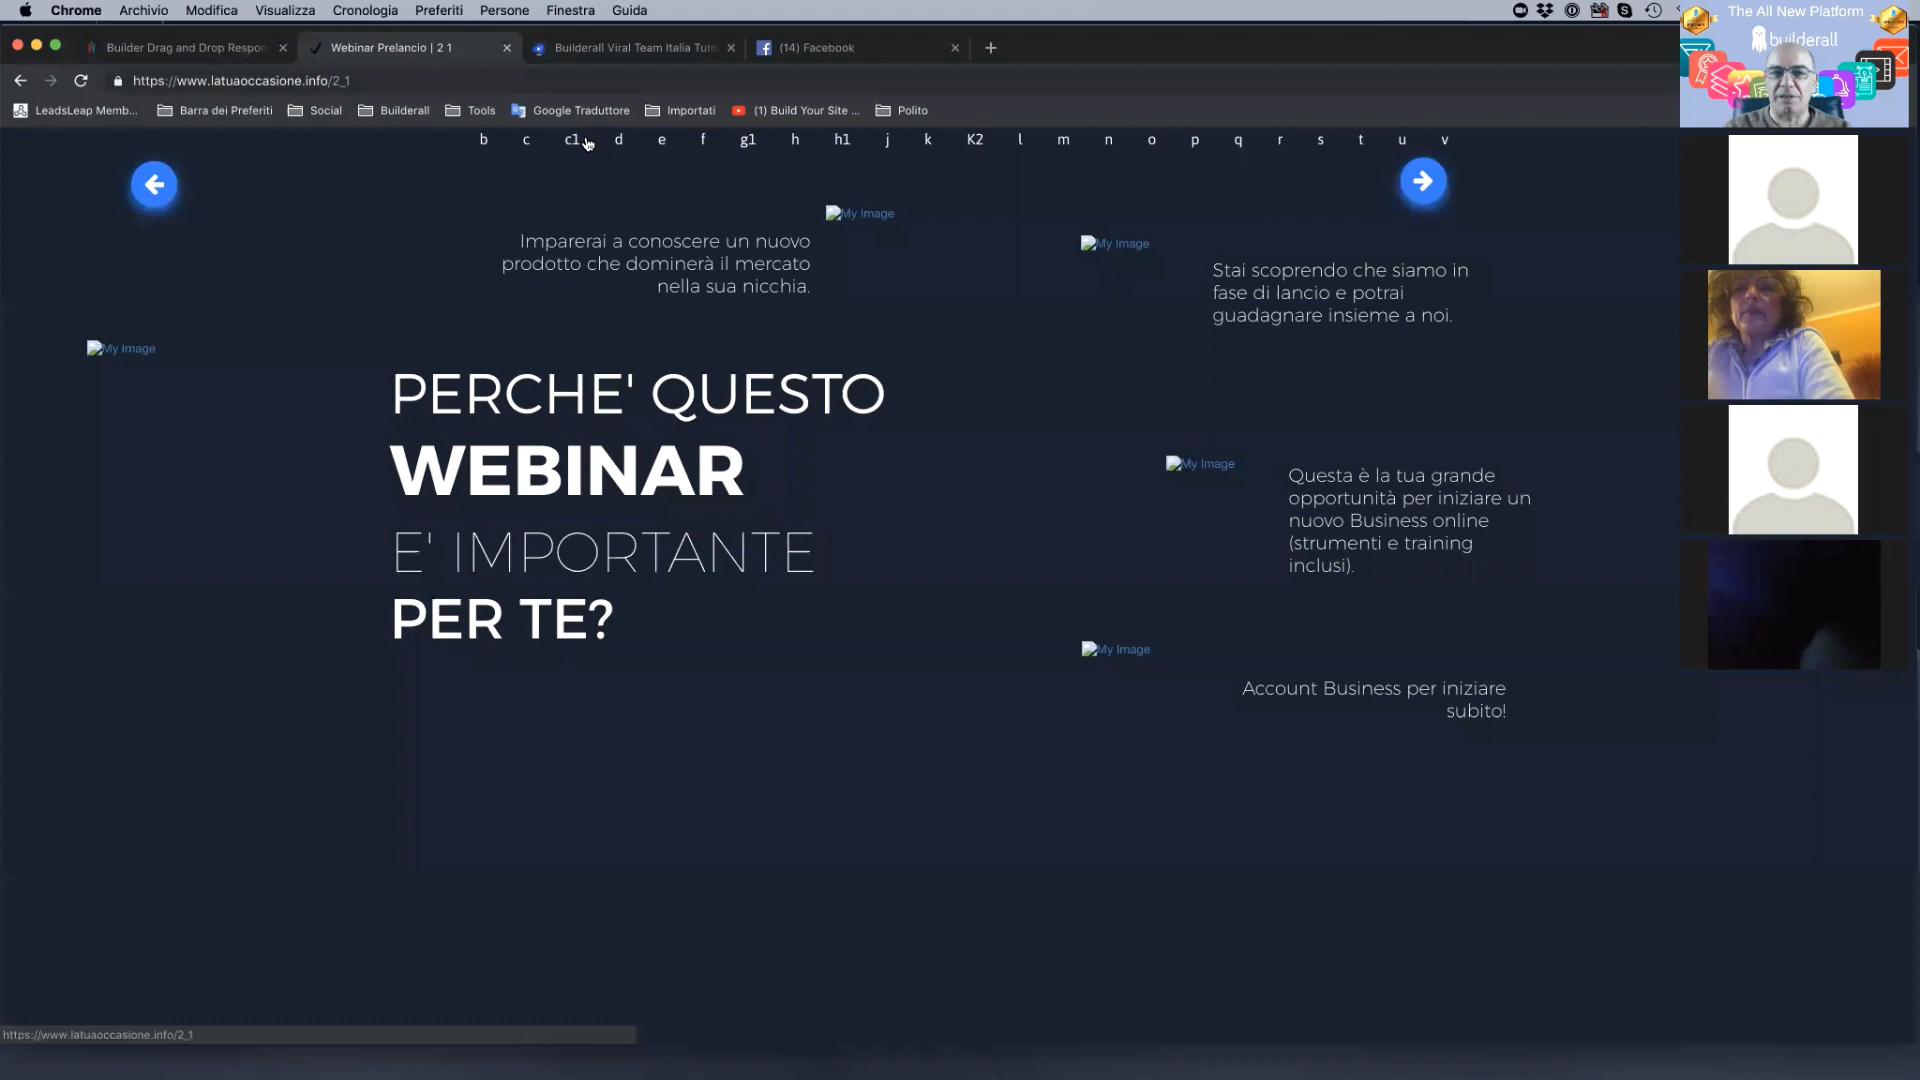 Chrome Archivio Modifica Visualizza Cronologia Preferiti Persone Finestra Guida
The All New Platform
builderall
Builder Drag and Drop Respon
Webinar Prelancio | 2 1
Builderall Viral Team Italia Tuto
(14) Facebook
https://www.latuaoccasione.info/2_1
LeadsLeap Memb... Barra dei Preferiti Social Builderall Tools Google Traduttore Importati (1) Build Your Site ... Polito
b c c1 d e f g1 h h1 j k K2 l m n o p q r s t u v
My Image
Imparerai a conoscere un nuovo
prodotto che dominerà il mercato
nella sua nicchia.
My Image
Stai scoprendo che siamo in
fase di lancio e potrai
guadagnare insieme a noi.
My Image
PERCHE' QUESTO
WEBINAR
E' IMPORTANTE
PER TE?
My Image
Questa è la tua grande
opportunità per iniziare un
nuovo Business online
(strumenti e training
inclusi).
My Image
Account Business per iniziare
subito!
https://www.latuaoccasione.info/2_1